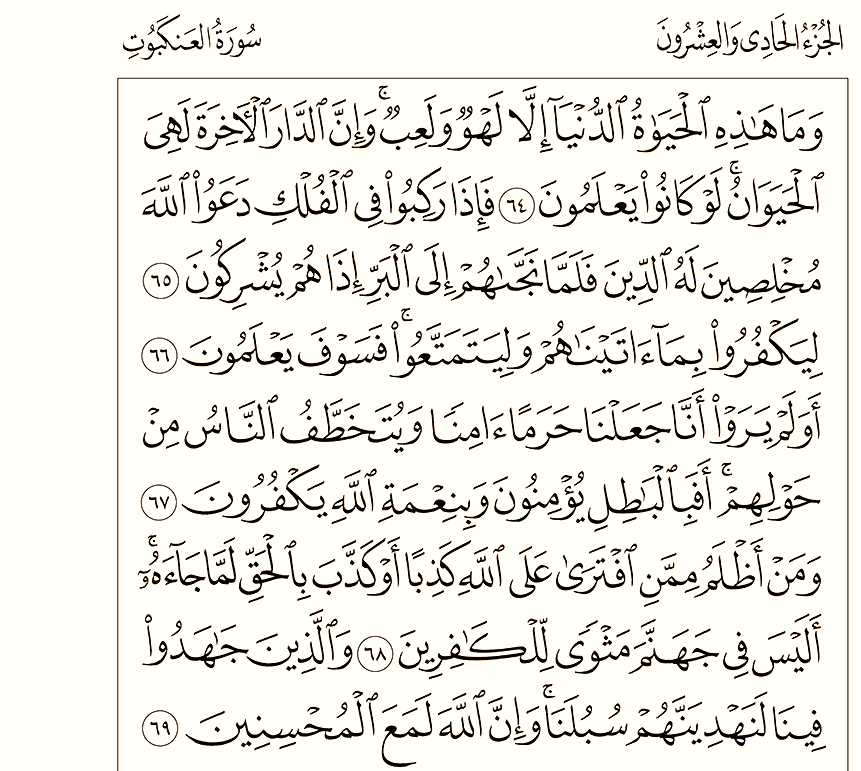 الجُزْءُ الحَادِى وَالعِشْرُونَ
سُورَةُ العَنكَبُوتِ
وَمَا هَٰذِهِ ٱلْحَيَوٰةُ ٱلدُّنْيَآ إِلَّا لَهْوٌ وَلَعِبٌ ۚ وَإِنَّ ٱلدَّارَ ٱلْأَخِرَةَ لَهِىَ
ٱلْحَيَوَانُ ۚ لَوْ كَانُوا۟ يَعْلَمُونَ ٦٤ فَإِذَا رَكِبُوا۟ فِى ٱلْفُلْكِ دَعَوُا۟ ٱللَّهَ
مُخْلِصِينَ لَهُ ٱلدِّينَ فَلَمَّا نَجَّىٰهُمْ إِلَى ٱلْبَرِّ إِذَا هُمْ يُشْرِكُونَ ٦٥
لِيَكْفُرُوا۟ بِمَآ ءَاتَيْنَٰهُمْ وَلِيَتَمَتَّعُوا۟ ۚ فَسَوْفَ يَعْلَمُونَ ٦٦
أَوَلَمْ يَرَوْا۟ أَنَّا جَعَلْنَا حَرَمًا ءَامِنًا وَيُتَخَطَّفُ ٱلنَّاسُ مِنْ
حَوْلِهِمْ ۚ أَفَبِٱلْبَٰطِلِ يُؤْمِنُونَ وَبِنِعْمَةِ ٱللَّهِ يَكْفُرُونَ ٦٧
وَمَنْ أَظْلَمُ مِمَّنِ ٱفْتَرَىٰ عَلَى ٱللَّهِ كَذِبًا أَوْ كَذَّبَ بِٱلْحَقِّ لَمَّا جَآءَهُۥٓ ۚ
أَلَيْسَ فِى جَهَنَّمَ مَثْوًى لِّلْكَٰفِرِينَ ٦٨ وَٱلَّذِينَ جَٰهَدُوا۟
فِينَا لَنَهْدِيَنَّهُمْ سُبُلَنَا ۚ وَإِنَّ ٱللَّهَ لَمَعَ ٱلْمُحْسِنِينَ ٦٩